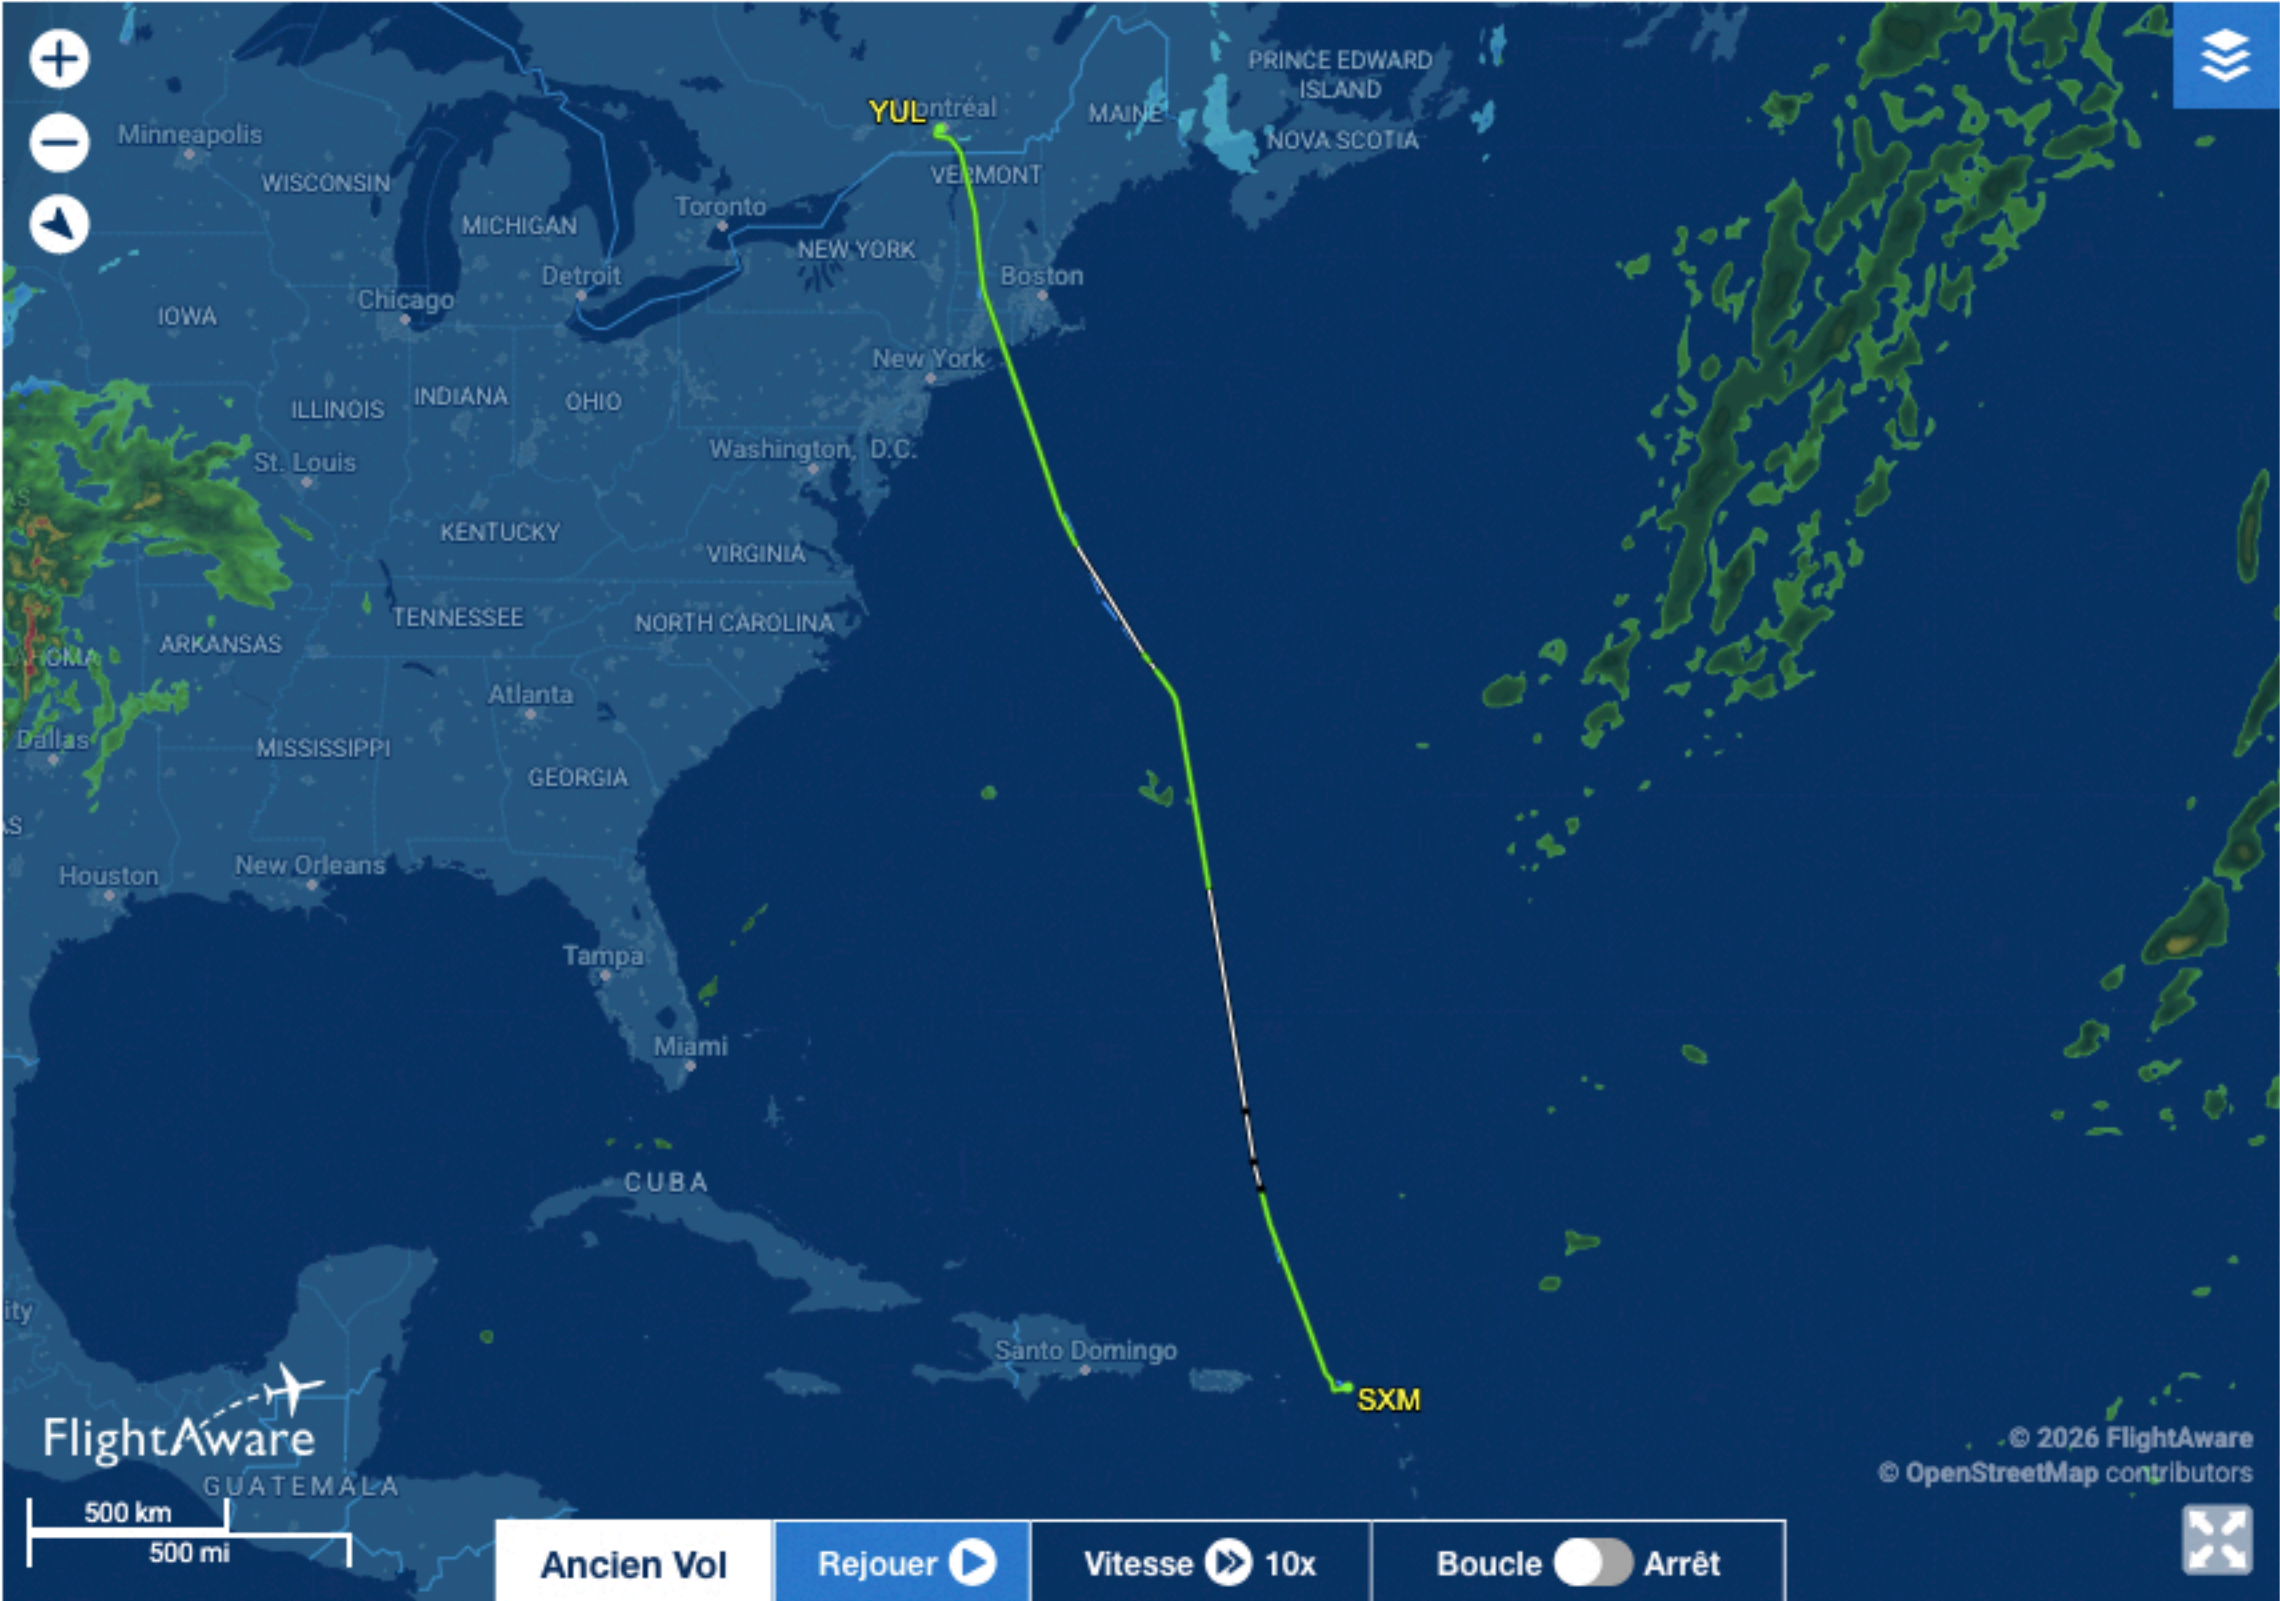 PRINCE EDWARD
ISLAND
YUL
MAINE
Minneapolis
NOVA SCOTIA
VERMONT
WISCONSIN
Toronto
MICHIGAN
NEW YORK
Detroit
Boston
Chicago
IOWA
New York
INDIANA
OHIO
ILLINOIS
Washington, D.C.
St. Louis
KENTUCKY
VIRGINIA
TENNESSEE
NORTH CAROLINA
ARKANSAS
Atlanta
Dallas
MISSISSIPPI
GEORGIA
New Orleans
Houston
Tampa
Miami
CUBA
Santo Domingo
SXM
FlightAware
© 2026 FlightAware
© OpenStreetMap contributors
GUATEMALA
500 km
500 mi
Ancien Vol
Rejouer
Vitesse 10x
Boucle Arrêt